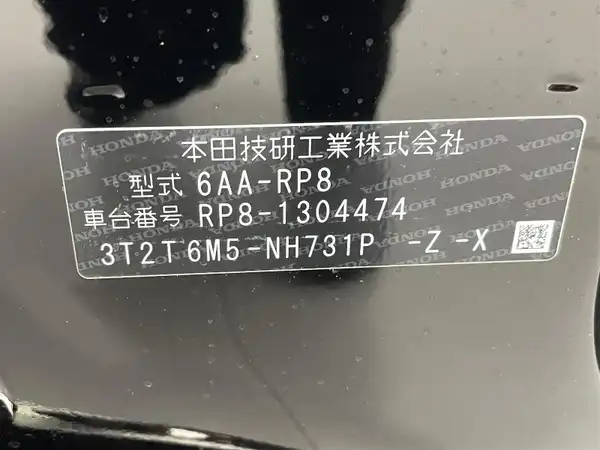 本田技研工業株式会社
型式 6AA-RP8
車台番号 RP8-1304474
3T2T6M5-NH731P -Z-X